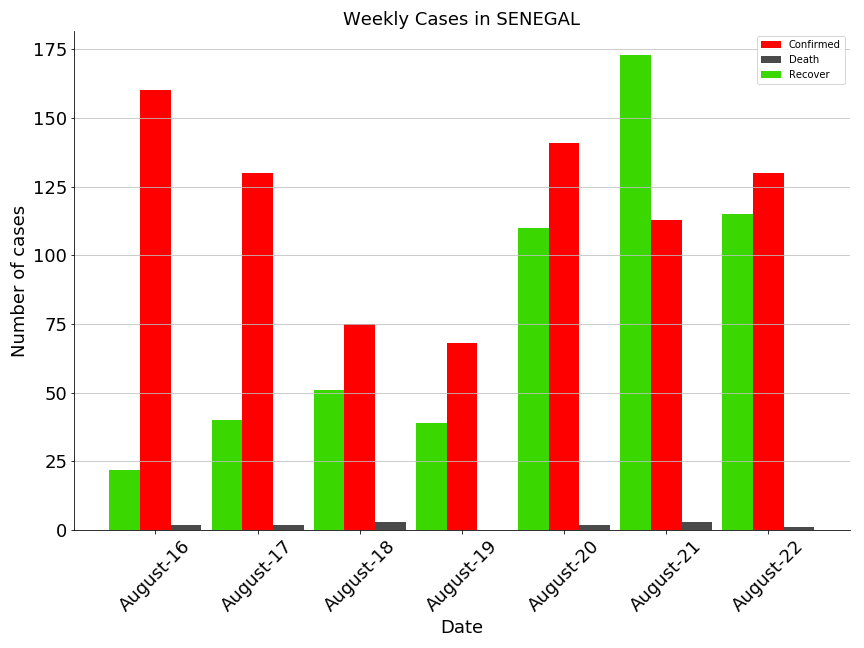 Weekly Cases in SENEGAL
Confirmed
Death
Recover
Number of cases
175
150
125
100
75
50
25
0
August-16
August-17
August-18
August-19
August-20
August-21
August-22
Date